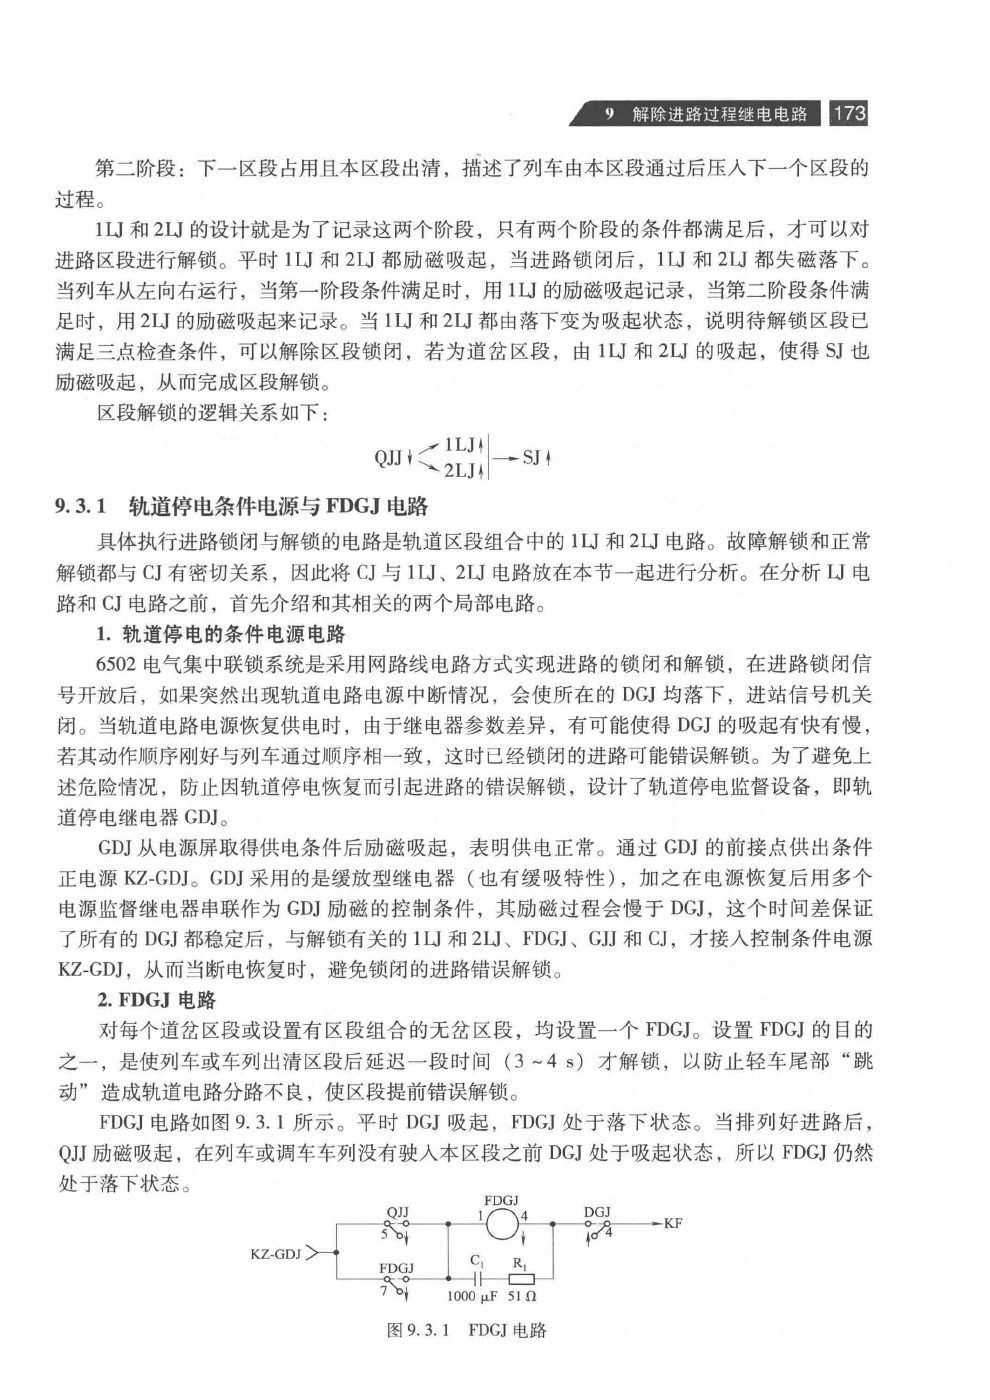 9 解除进路过程继电电路 173
第二阶段：下一区段占用且本区段出清，描述了列车由本区段通过后压入下一个区段的
过程。
1LJ 和 2LJ 的设计就是为了记录这两个阶段，只有两个阶段的条件都满足后，才可以对
进路区段进行解锁。平时 1LJ 和 2LJ 都励磁吸起，当进路锁闭后，1LJ 和 2LJ 都失磁落下。
当列车从左向右运行，当第一阶段条件满足时，用 1LJ 的励磁吸起记录，当第二阶段条件满
足时，用 2LJ 的励磁吸起来记录。当 1LJ 和 2LJ 都由落下变为吸起状态，说明待解锁区段已
满足三点检查条件，可以解除区段锁闭，若为道岔区段，由 1LJ 和 2LJ 的吸起，使得 SJ 也
励磁吸起，从而完成区段解锁。
区段解锁的逻辑关系如下：
1LJ↑
QJJ↓ → SJ↑
2LJ↑
9.3.1 轨道停电条件电源与 FDGJ 电路
具体执行进路锁闭与解锁的电路是轨道区段组合中的 1LJ 和 2LJ 电路。故障解锁和正常
解锁都与 CJ 有密切关系，因此将 CJ 与 1LJ、2LJ 电路放在本节一起进行分析。在分析 LJ 电
路和 CJ 电路之前，首先介绍和其相关的两个局部电路。
1. 轨道停电的条件电源电路
6502 电气集中联锁系统是采用网路线电路方式实现进路的锁闭和解锁，在进路锁闭信
号开放后，如果突然出现轨道电路电源中断情况，会使所在的 DGJ 均落下，进站信号机关
闭。当轨道电路电源恢复供电时，由于继电器参数差异，有可能使得 DGJ 的吸起有快有慢，
若其动作顺序刚好与列车通过顺序相一致，这时已经锁闭的进路可能错误解锁。为了避免上
述危险情况，防止因轨道停电恢复而引起进路的错误解锁，设计了轨道停电监督设备，即轨
道停电继电器 GDJ。
GDJ 从电源屏取得供电条件后励磁吸起，表明供电正常。通过 GDJ 的前接点供出条件
正电源 KZ-GDJ。GDJ 采用的是缓放型继电器（也有缓吸特性），加之在电源恢复后用多个
电源监督继电器串联作为 GDJ 励磁的控制条件，其励磁过程会慢于 DGJ，这个时间差保证
了所有的 DGJ 都稳定后，与解锁有关的 1LJ 和 2LJ、FDGJ、GJJ 和 CJ，才接入控制条件电源
KZ-GDJ，从而当断电恢复时，避免锁闭的进路错误解锁。
2. FDGJ 电路
对每个道岔区段或设置有区段组合的无岔区段，均设置一个 FDGJ。设置 FDGJ 的目的
之一，是使列车或车列出清区段后延迟一段时间（3 ~ 4 s）才解锁，以防止轻车尾部“跳
动”造成轨道电路分路不良，使区段提前错误解锁。
FDGJ 电路如图 9.3.1 所示。平时 DGJ 吸起，FDGJ 处于落下状态。当排列好进路后，
QJJ 励磁吸起，在列车或调车车列没有驶入本区段之前 DGJ 处于吸起状态，所以 FDGJ 仍然
处于落下状态。
FDGJ
QJJ 1 4 DGJ
5 4 KF
KZ-GDJ
FDGJ C₁ R₁
7 1000 μF 51 Ω
图 9.3.1 FDGJ 电路